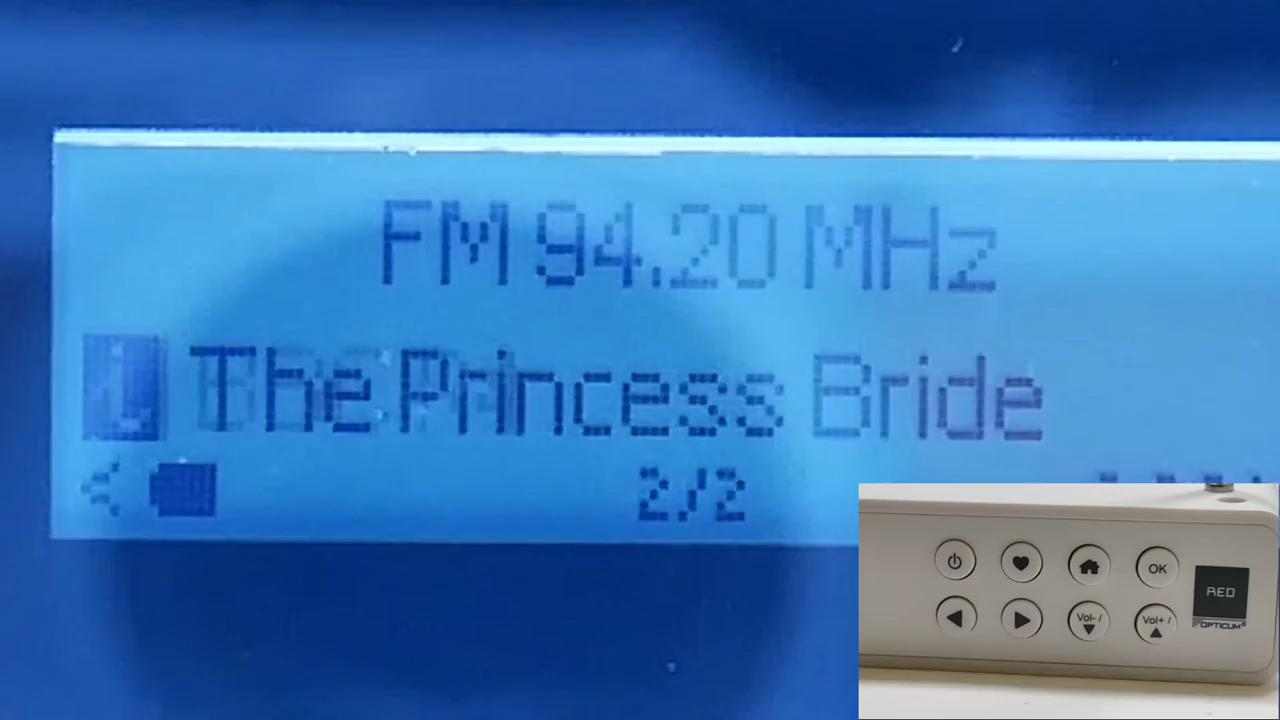 FM 94.20 MHz
The Princess Bride
2/2
OK
RED
Vol- /
Vol+ /
OPTICUM